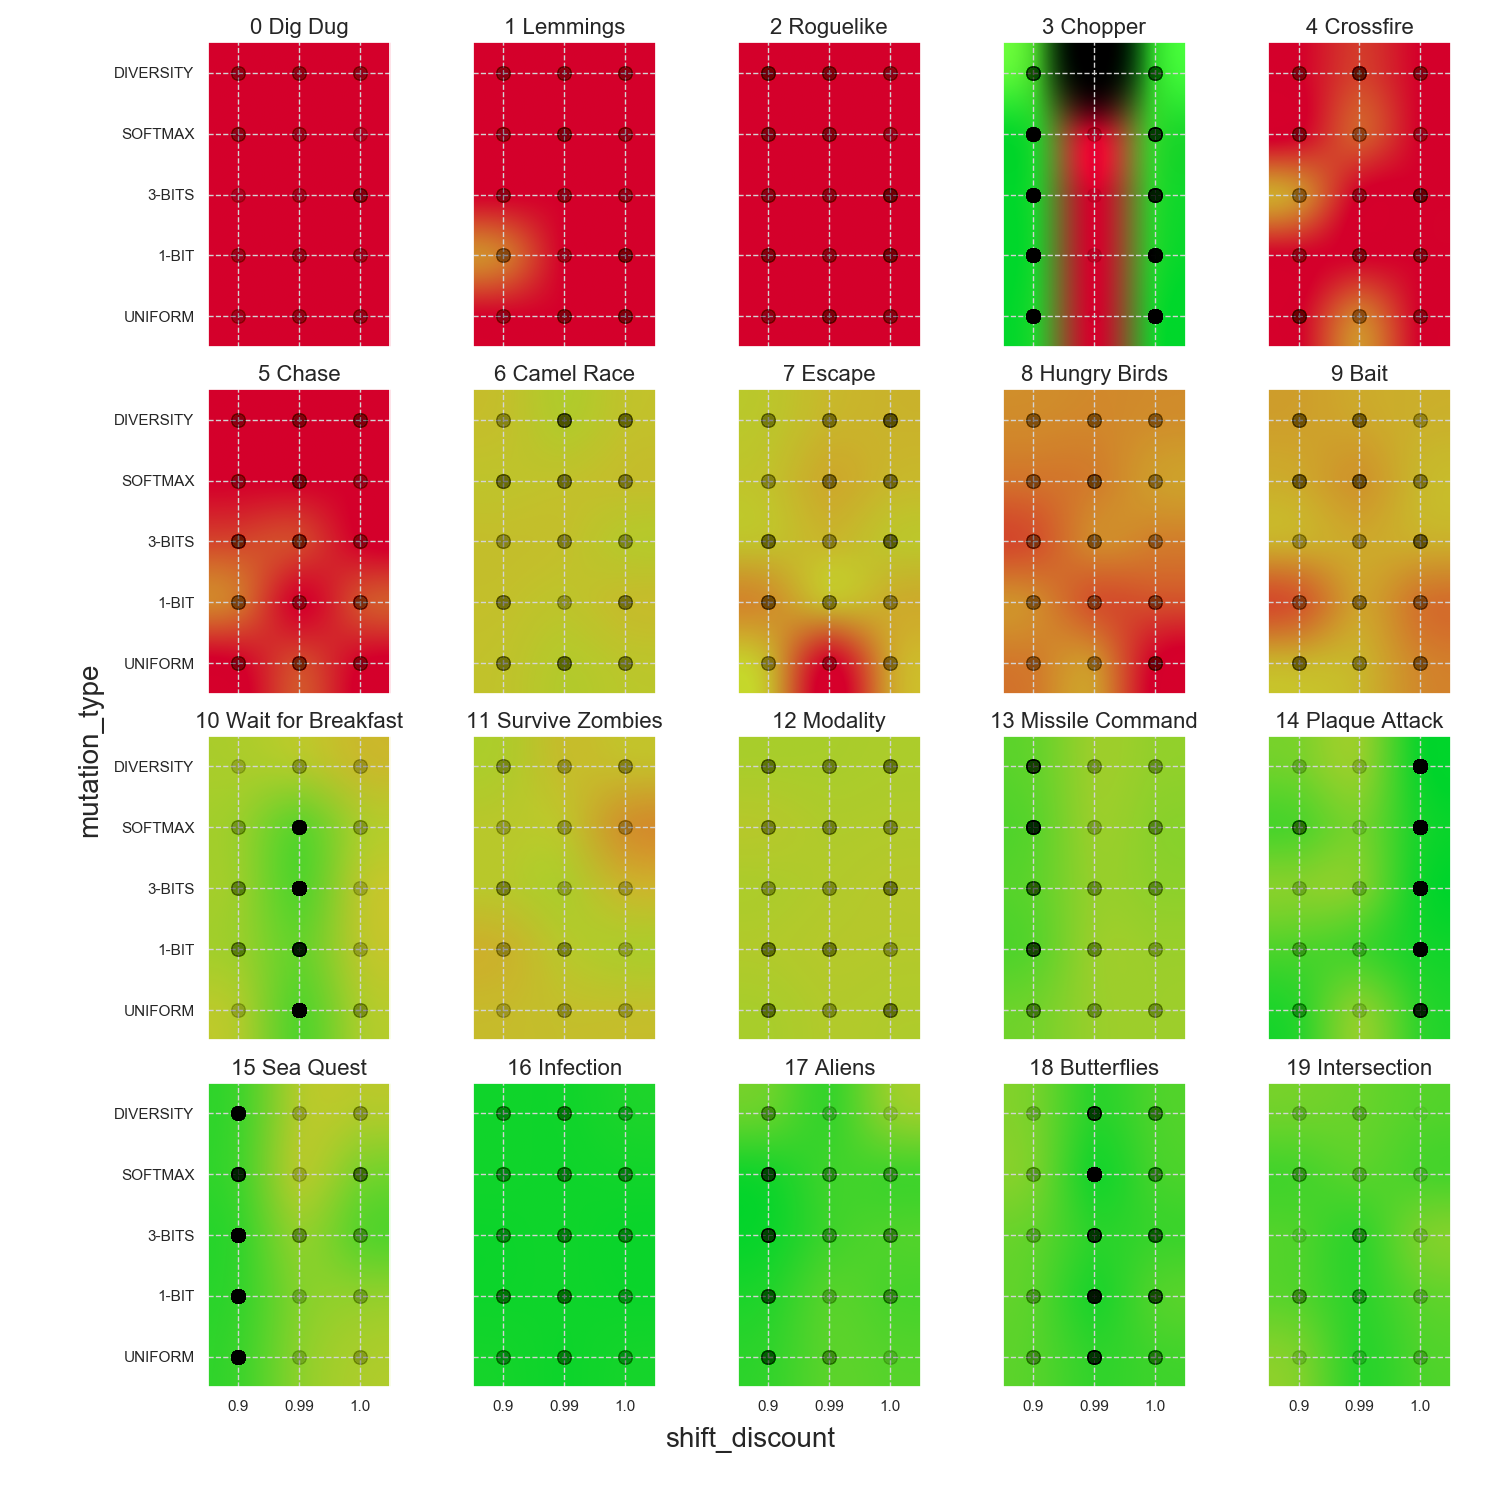 0 Dig Dug 1 Lemmings 2 Roguelike 3 Chopper 4 Crossfire
DIVERSITY
SOFTMAX
3-BITS
1-BIT
UNIFORM
5 Chase 6 Camel Race 7 Escape 8 Hungry Birds 9 Bait
DIVERSITY
SOFTMAX
3-BITS
1-BIT
UNIFORM
mutation_type
10 Wait for Breakfast 11 Survive Zombies 12 Modality 13 Missile Command 14 Plaque Attack
DIVERSITY
SOFTMAX
3-BITS
1-BIT
UNIFORM
15 Sea Quest 16 Infection 17 Aliens 18 Butterflies 19 Intersection
DIVERSITY
SOFTMAX
3-BITS
1-BIT
UNIFORM
0.9 0.99 1.0 0.9 0.99 1.0 0.9 0.99 1.0 0.9 0.99 1.0 0.9 0.99 1.0
shift_discount